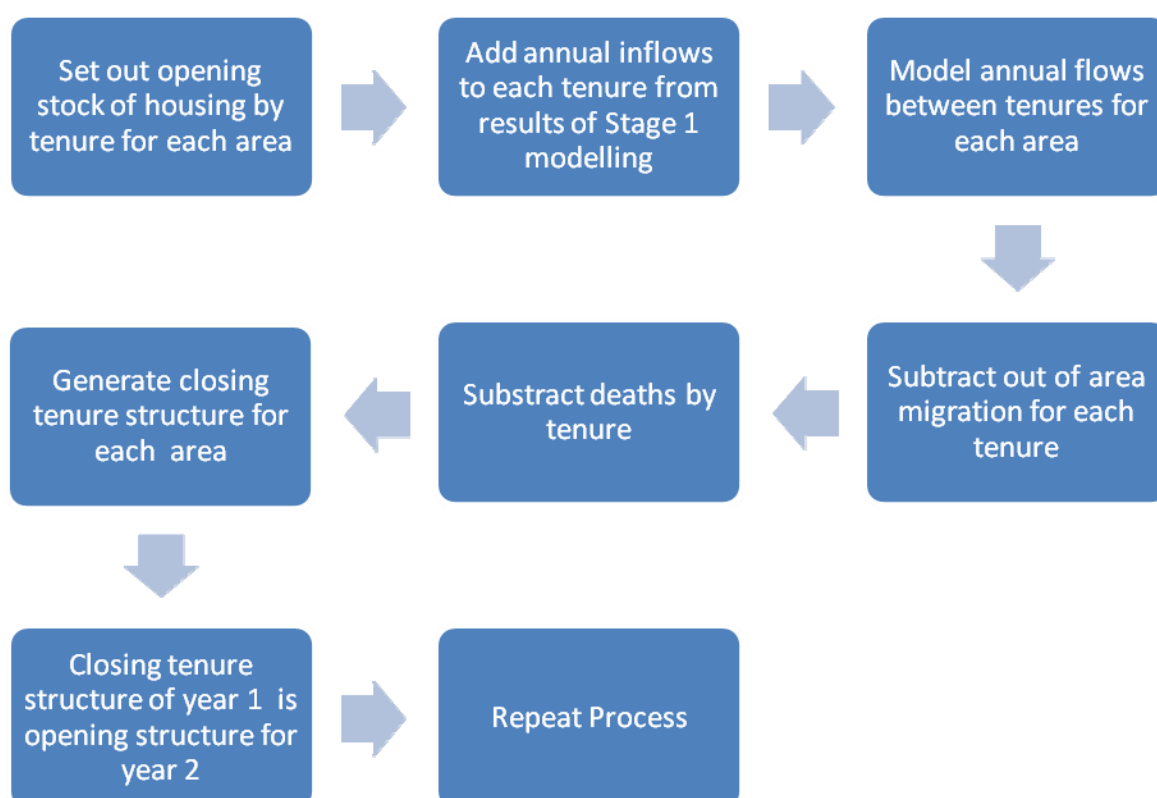 Set out opening
stock of housing by
tenure for each area
Add annual inflows
to each tenure from
results of Stage 1
modelling
Model annual flows
between tenures for
each area
Subtract out of area
migration for each
tenure
Substract deaths by
tenure
Generate closing
tenure structure for
each area
Closing tenure
structure of year 1 is
opening structure for
year 2
Repeat Process